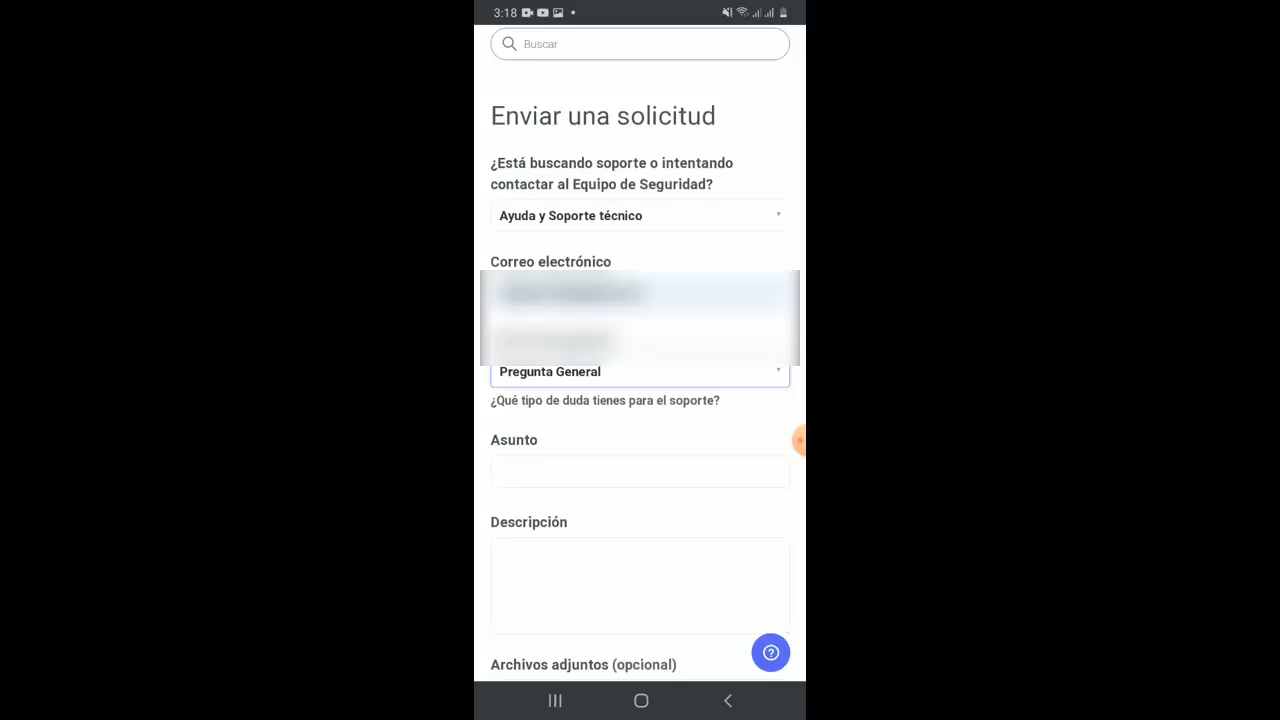 3:18
Buscar
Enviar una solicitud
¿Está buscando soporte o intentando
contactar al Equipo de Seguridad?
Ayuda y Soporte técnico
Correo electrónico
Pregunta General
¿Qué tipo de duda tienes para el soporte?
Asunto
Descripción
Archivos adjuntos (opcional)